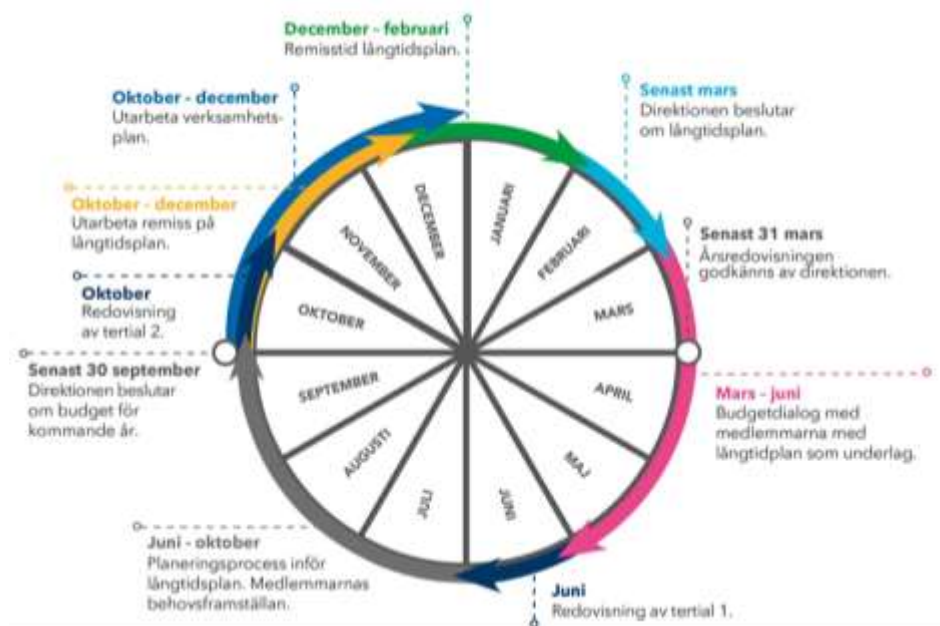 December - februari
Remisstid långtidsplan.
Senast mars
Direktionen beslutar
om långtidsplan.
Senast 31 mars
Årsredovisningen
godkänns av direktionen.
Mars - juni
Budgetdialog med
medlemmarna med
långtidplan som underlag.
Juni
Redovisning av tertial 1.
Juni - oktober
Planeringsprocess inför
långtidsplan. Medlemmarnas
behovsframställan.
Senast 30 september
Direktionen beslutar
om budget för
kommande år.
Oktober
Redovisning
av tertial 2.
Oktober - december
Utarbeta remiss på
långtidsplan.
Oktober - december
Utarbeta verksamhets-
plan.
JANUARI
FEBRUARI
MARS
APRIL
MAJ
JUNI
JULI
AUGUSTI
SEPTEMBER
OKTOBER
NOVEMBER
DECEMBER